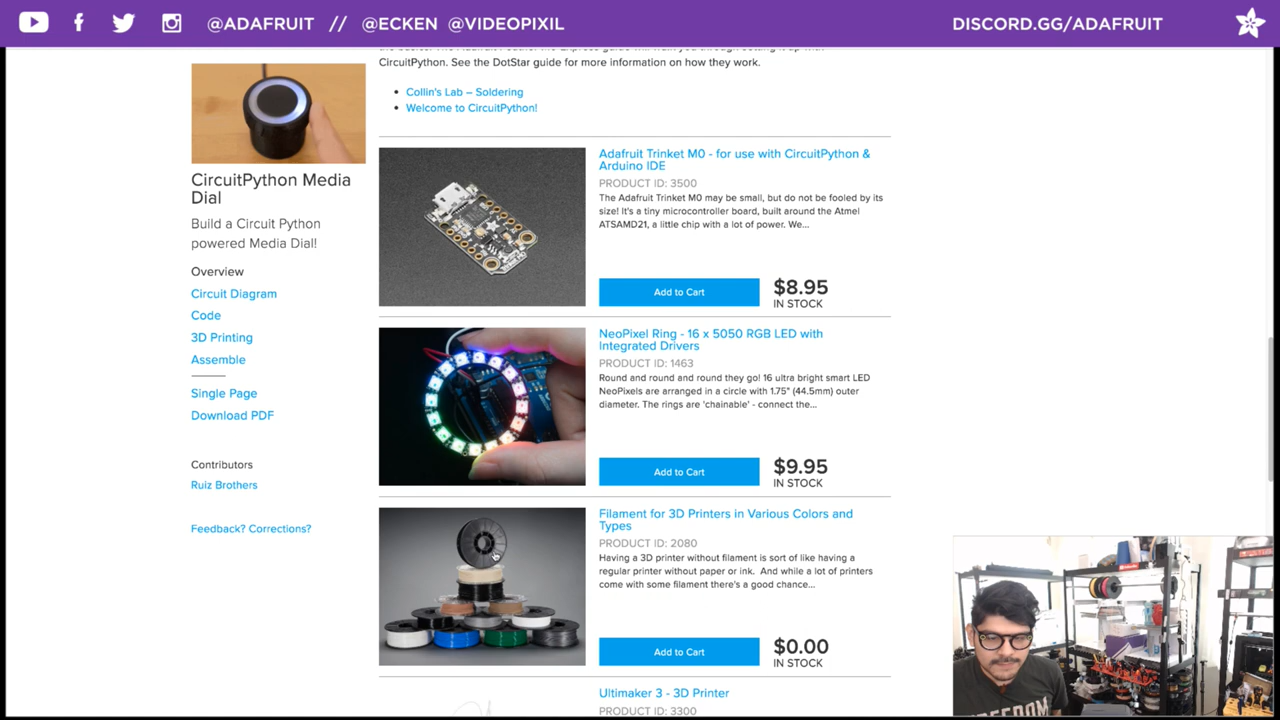 @ADAFRUIT // @ECKEN @VIDEOPIXIL
DISCORD.GG/ADAFRUIT
CircuitPython. See the DotStar guide for more information on how they work.
• Collin's Lab – Soldering
• Welcome to CircuitPython!
CircuitPython Media
Dial
Build a Circuit Python
powered Media Dial!
Overview
Circuit Diagram
Code
3D Printing
Assemble
Single Page
Download PDF
Contributors
Ruiz Brothers
Feedback? Corrections?
Adafruit Trinket M0 - for use with CircuitPython &
Arduino IDE
PRODUCT ID: 3500
The Adafruit Trinket M0 may be small, but do not be fooled by its
size! It's a tiny microcontroller board, built around the Atmel
ATSAMD21, a little chip with a lot of power. We...
Add to Cart
$8.95
IN STOCK
NeoPixel Ring - 16 x 5050 RGB LED with
Integrated Drivers
PRODUCT ID: 1463
Round and round and round they go! 16 ultra bright smart LED
NeoPixels are arranged in a circle with 1.75" (44.5mm) outer
diameter. The rings are 'chainable' - connect the...
Add to Cart
$9.95
IN STOCK
Filament for 3D Printers in Various Colors and
Types
PRODUCT ID: 2080
Having a 3D printer without filament is sort of like having a
regular printer without paper or ink. And while a lot of printers
come with some filament there's a good chance...
Add to Cart
$0.00
IN STOCK
Ultimaker 3 - 3D Printer
PRODUCT ID: 3300